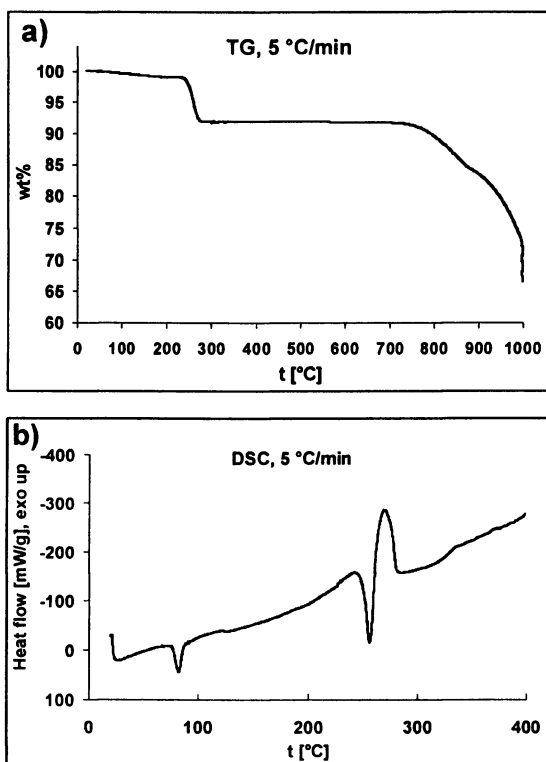 a)
TG, 5 °C/min
100
95
90
85
80
75
70
65
60
wt%
0 100 200 300 400 500 600 700 800 900 1000
t [°C]
b)
DSC, 5 °C/min
-400
-300
-200
-100
0
100
Heat flow [mW/g], exo up
0 100 200 300 400
t [°C]